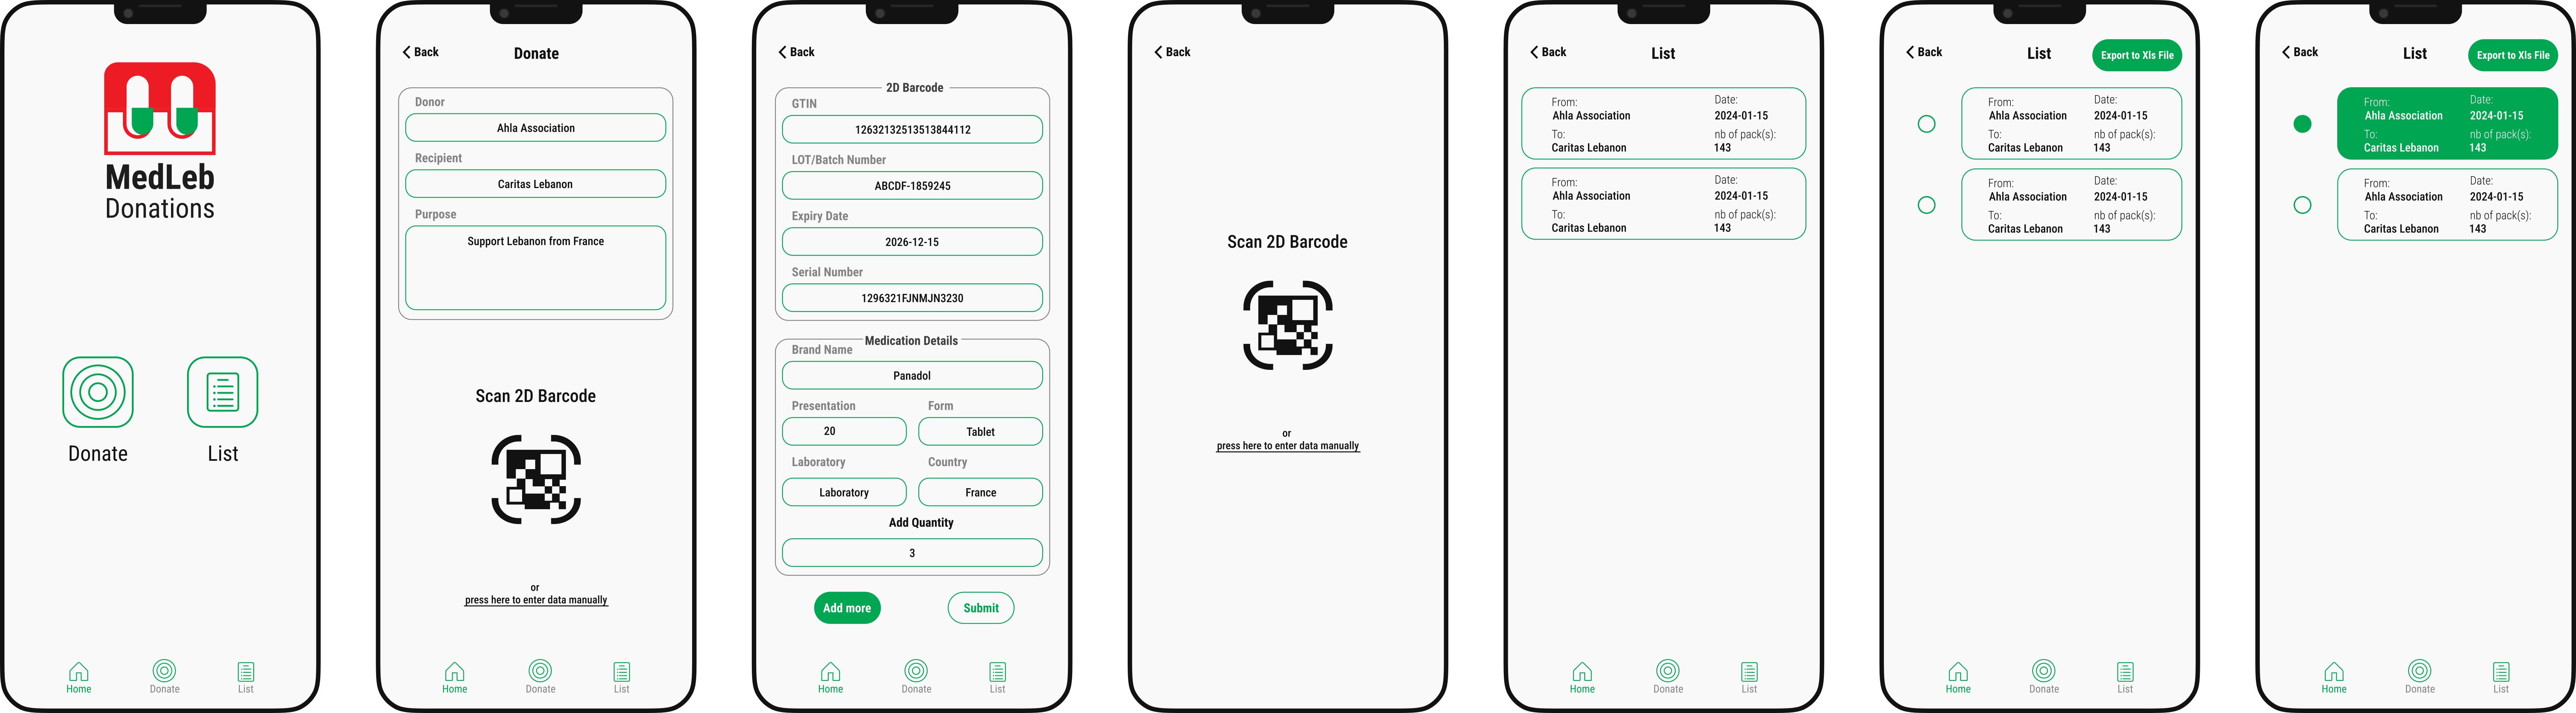 MedLeb
Donations
Donate
List
Home
Donate
List
Back
Donate
Donor
Ahla Association
Recipient
Caritas Lebanon
Purpose
Support Lebanon from France
Scan 2D Barcode
or
press here to enter data manually
Home
Donate
List
Back
2D Barcode
GTIN
12632132513513844112
LOT/Batch Number
ABCDF-1859245
Expiry Date
2026-12-15
Serial Number
1296321FJNMJN3230
Medication Details
Brand Name
Panadol
Presentation
Form
20
Tablet
Laboratory
Country
Laboratory
France
Add Quantity
3
Add more
Submit
Home
Donate
List
Back
Scan 2D Barcode
or
press here to enter data manually
Back
List
From:
Date:
Ahla Association
2024-01-15
To:
nb of pack(s):
Caritas Lebanon
143
From:
Date:
Ahla Association
2024-01-15
To:
nb of pack(s):
Caritas Lebanon
143
Home
Donate
List
Back
List
Export to Xls File
From:
Date:
Ahla Association
2024-01-15
To:
nb of pack(s):
Caritas Lebanon
143
From:
Date:
Ahla Association
2024-01-15
To:
nb of pack(s):
Caritas Lebanon
143
Home
Donate
List
Back
List
Export to Xls File
From:
Date:
Ahla Association
2024-01-15
To:
nb of pack(s):
Caritas Lebanon
143
From:
Date:
Ahla Association
2024-01-15
To:
nb of pack(s):
Caritas Lebanon
143
Home
Donate
List